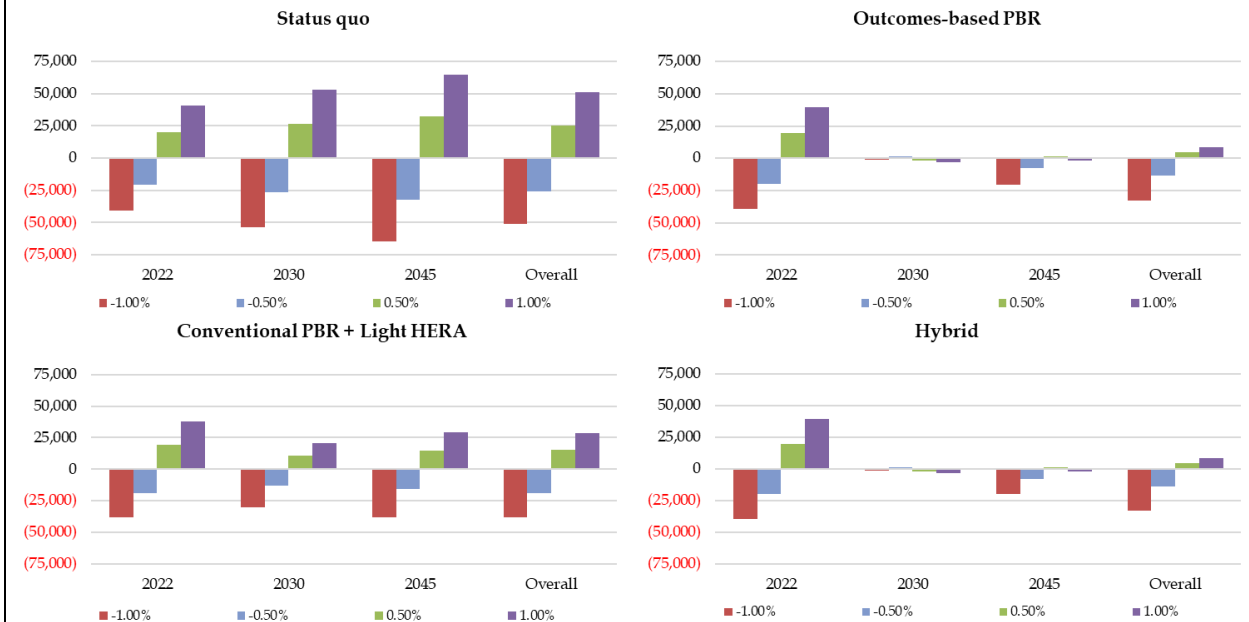 Status quo
75,000
50,000
25,000
0
(25,000)
(50,000)
(75,000)
2022 2030 2045 Overall
-1.00% -0.50% 0.50% 1.00%
Outcomes-based PBR
75,000
50,000
25,000
0
(25,000)
(50,000)
(75,000)
2022 2030 2045 Overall
-1.00% -0.50% 0.50% 1.00%
Conventional PBR + Light HERA
75,000
50,000
25,000
0
(25,000)
(50,000)
(75,000)
2022 2030 2045 Overall
-1.00% -0.50% 0.50% 1.00%
Hybrid
75,000
50,000
25,000
0
(25,000)
(50,000)
(75,000)
2022 2030 2045 Overall
-1.00% -0.50% 0.50% 1.00%